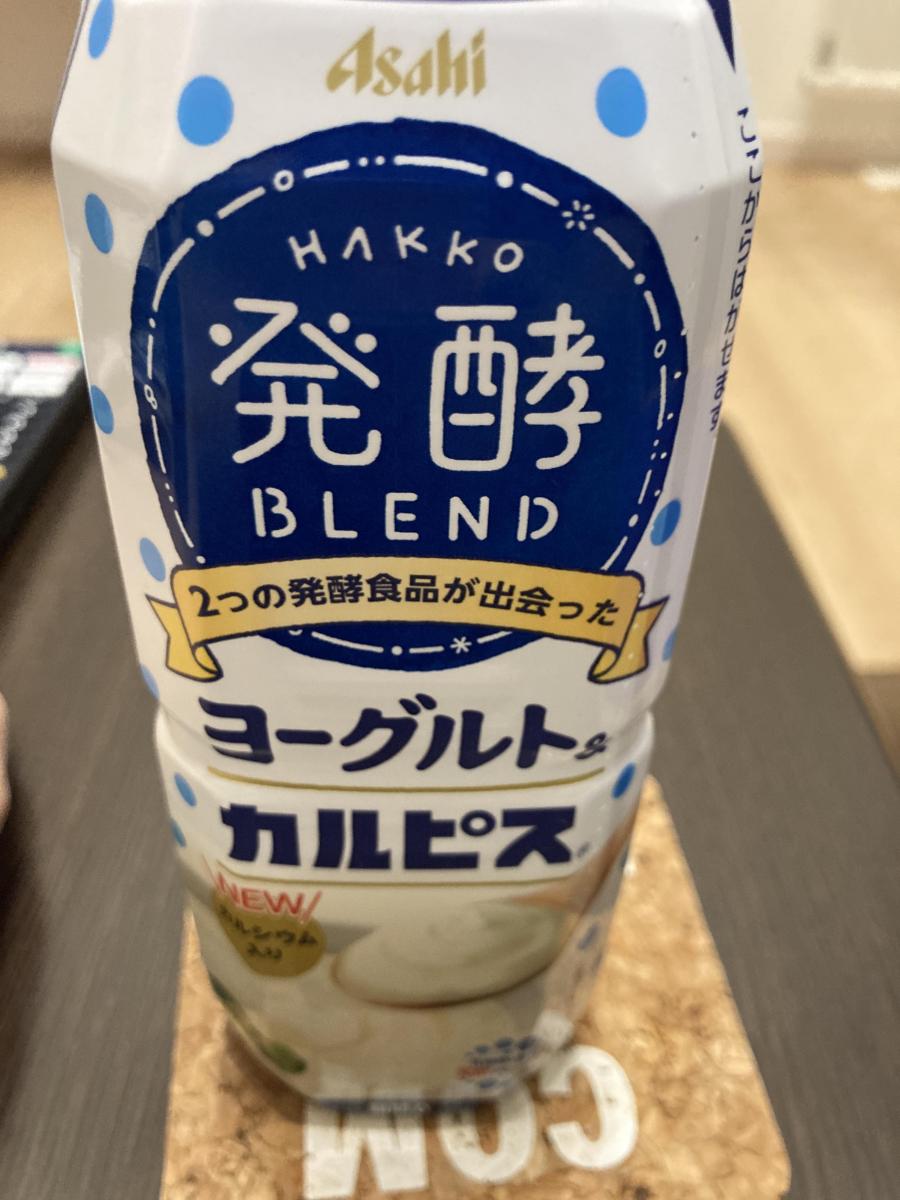 Asahi
HAKKO
発酵
BLEND
2つの発酵食品が出会った
ヨーグルト&
カルピス
NEW
カルシウム
入り
ここからはがせます
COM